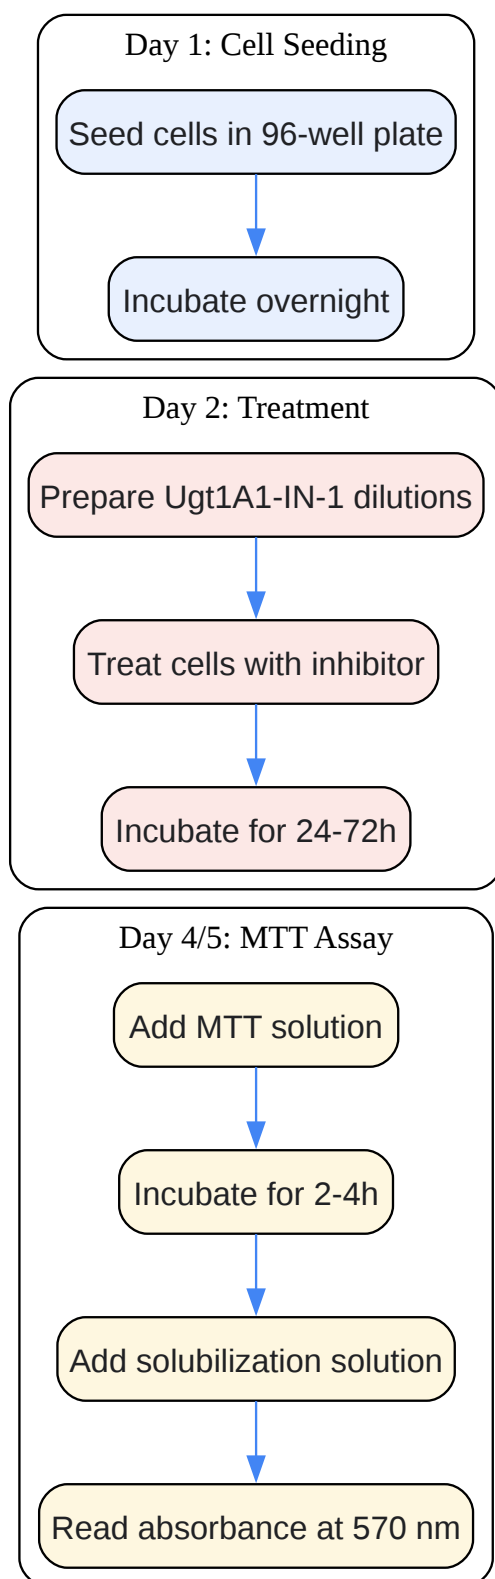 Day 1: Cell Seeding
Seed cells in 96-well plate
Incubate overnight
Day 2: Treatment
Prepare Ugt1A1-IN-1 dilutions
Treat cells with inhibitor
Incubate for 24-72h
Day 4/5: MTT Assay
Add MTT solution
Incubate for 2-4h
Add solubilization solution
Read absorbance at 570 nm